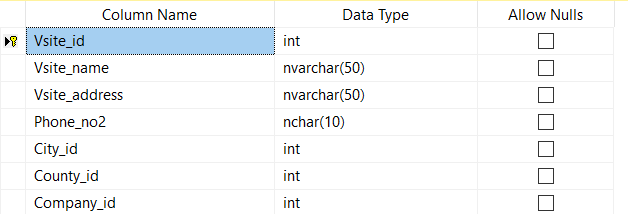 Column Name Data Type Allow Nulls
Vsite_id int
Vsite_name nvarchar(50)
Vsite_address nvarchar(50)
Phone_no2 nchar(10)
City_id int
County_id int
Company_id int